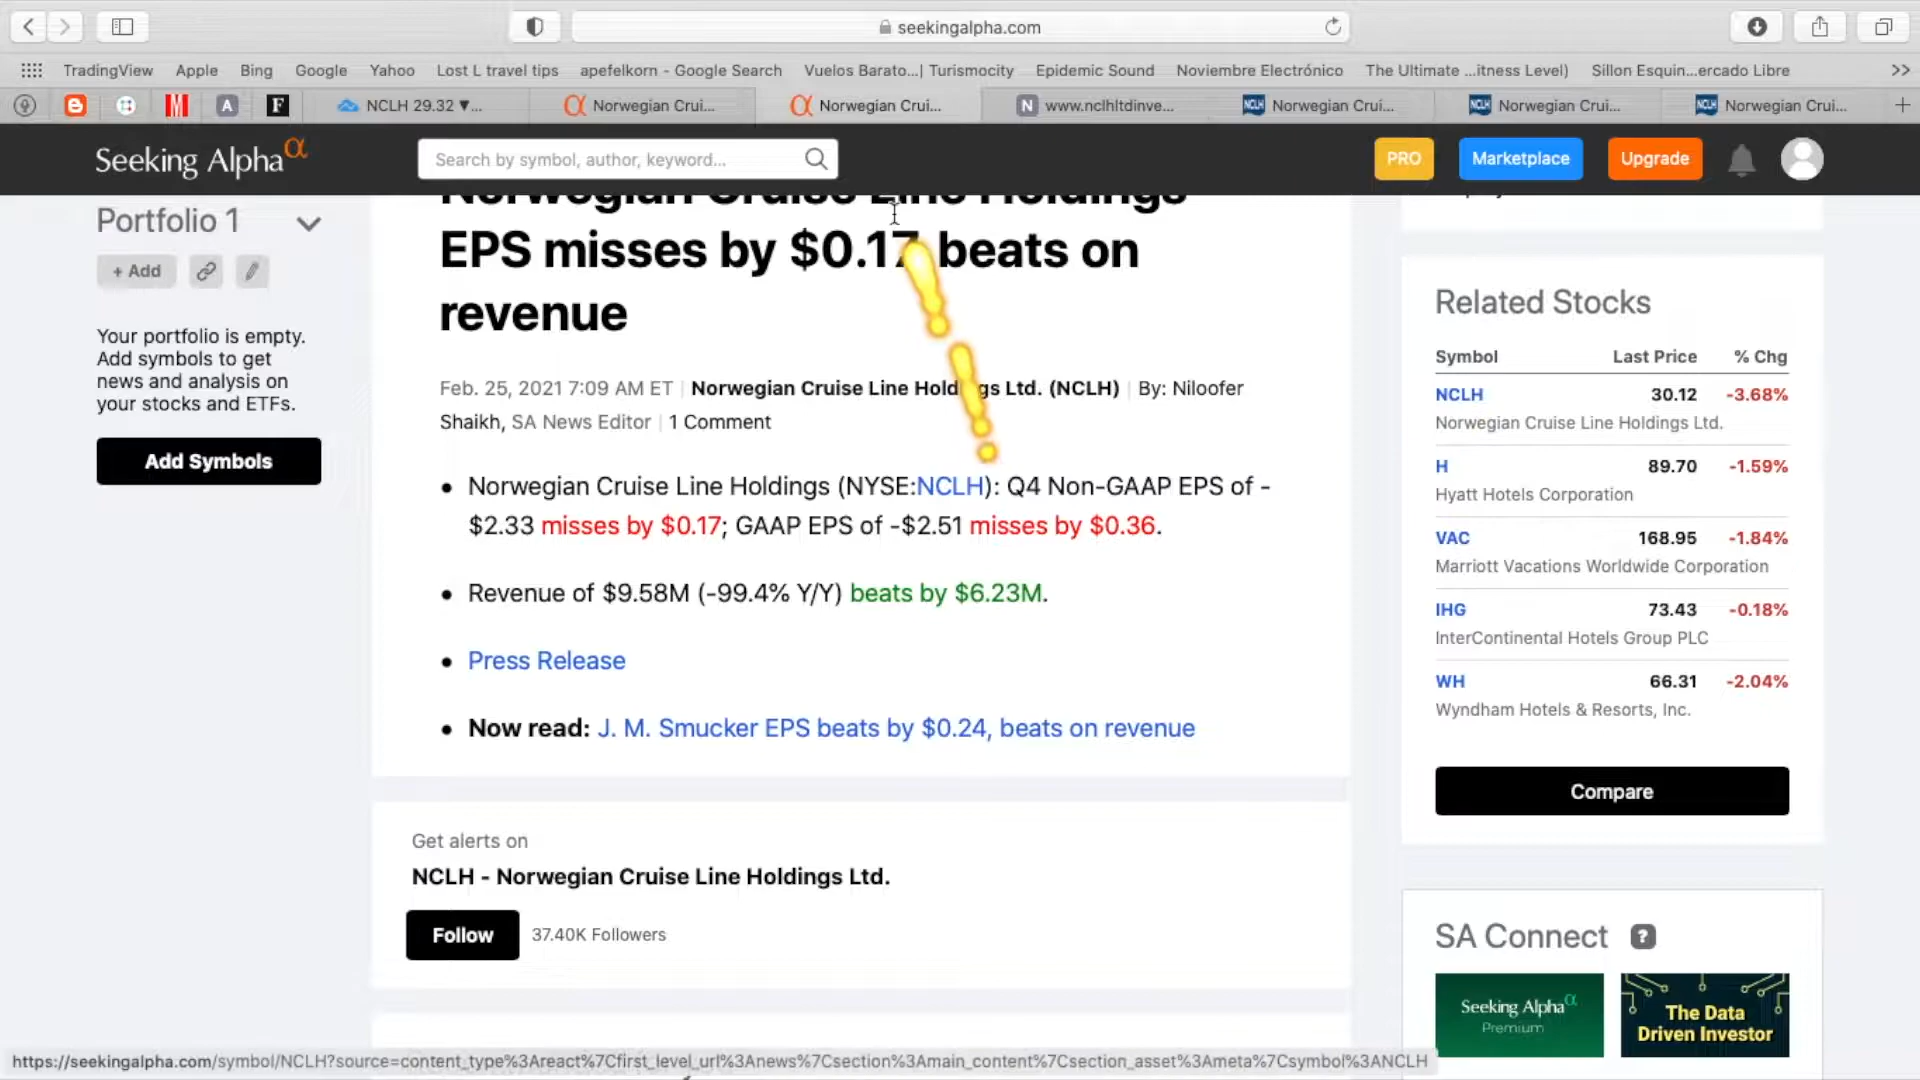 seekingalpha.com
TradingView Apple Bing Google Yahoo Lost L travel tips apefelkorn - Google Search Vuelos Barato...| Turismocity Epidemic Sound Noviembre Electrónico The Ultimate ...itness Level) Sillon Esquin...ercado Libre >>
A F NCLH 29.32 ▼... Norwegian Crui... Norwegian Crui... N www.nclhltdinve... NCLH Norwegian Crui... NCLH Norwegian Crui... NCLH Norwegian Crui... +
Seeking Alpha α
Search by symbol, author, keyword...
PRO
Marketplace
Upgrade
Portfolio 1
+ Add
Your portfolio is empty.
Add symbols to get
news and analysis on
your stocks and ETFs.
Add Symbols
Norwegian Cruise Line Holdings
EPS misses by $0.17 beats on
revenue
Feb. 25, 2021 7:09 AM ET | Norwegian Cruise Line Holdings Ltd. (NCLH) | By: Niloofer
Shaikh, SA News Editor | 1 Comment
• Norwegian Cruise Line Holdings (NYSE:NCLH): Q4 Non-GAAP EPS of -
$2.33 misses by $0.17; GAAP EPS of -$2.51 misses by $0.36.
• Revenue of $9.58M (-99.4% Y/Y) beats by $6.23M.
• Press Release
• Now read: J. M. Smucker EPS beats by $0.24, beats on revenue
Get alerts on
NCLH - Norwegian Cruise Line Holdings Ltd.
Follow 37.40K Followers
Related Stocks
Symbol Last Price % Chg
NCLH 30.12 -3.68%
Norwegian Cruise Line Holdings Ltd.
H 89.70 -1.59%
Hyatt Hotels Corporation
VAC 168.95 -1.84%
Marriott Vacations Worldwide Corporation
IHG 73.43 -0.18%
InterContinental Hotels Group PLC
WH 66.31 -2.04%
Wyndham Hotels & Resorts, Inc.
Compare
SA Connect ?
Seeking Alpha α
Premium
The Data
Driven Investor
https://seekingalpha.com/symbol/NCLH?source=content_type%3Areact%7Cfirst_level_url%3Anews%7Csection%3Amain_content%7Csection_asset%3Ameta%7Csymbol%3ANCLH